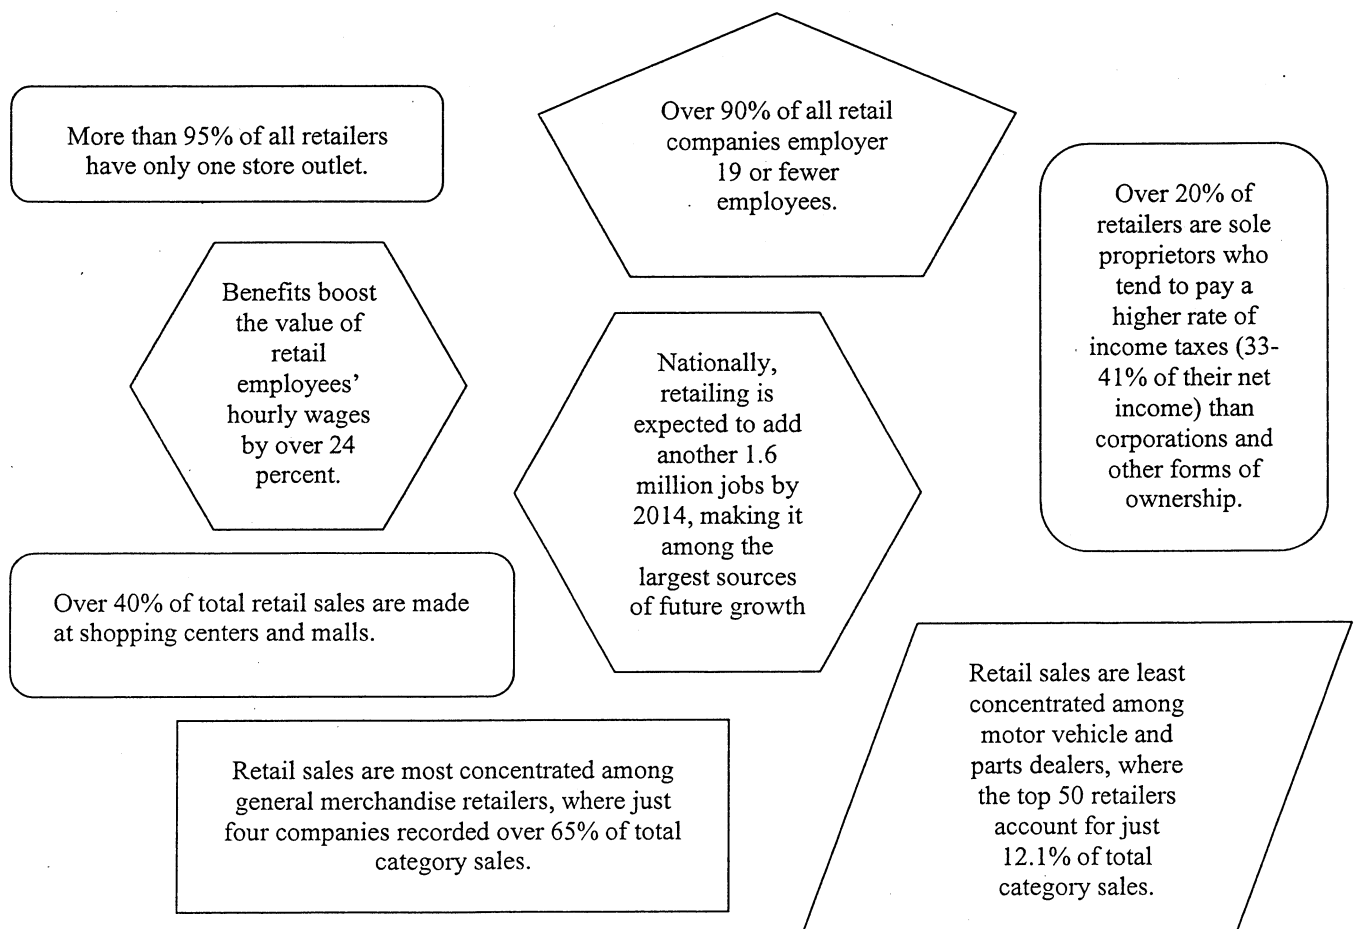 More than 95% of all retailers
have only one store outlet.
Over 90% of all retail
companies employer
19 or fewer
employees.
Over 20% of
retailers are sole
proprietors who
tend to pay a
higher rate of
income taxes (33-
41% of their net
income) than
corporations and
other forms of
ownership.
Benefits boost
the value of
retail
employees’
hourly wages
by over 24
percent.
Nationally,
retailing is
expected to add
another 1.6
million jobs by
2014, making it
among the
largest sources
of future growth
Over 40% of total retail sales are made
at shopping centers and malls.
Retail sales are most concentrated among
general merchandise retailers, where just
four companies recorded over 65% of total
category sales.
Retail sales are least
concentrated among
motor vehicle and
parts dealers, where
the top 50 retailers
account for just
12.1% of total
category sales.